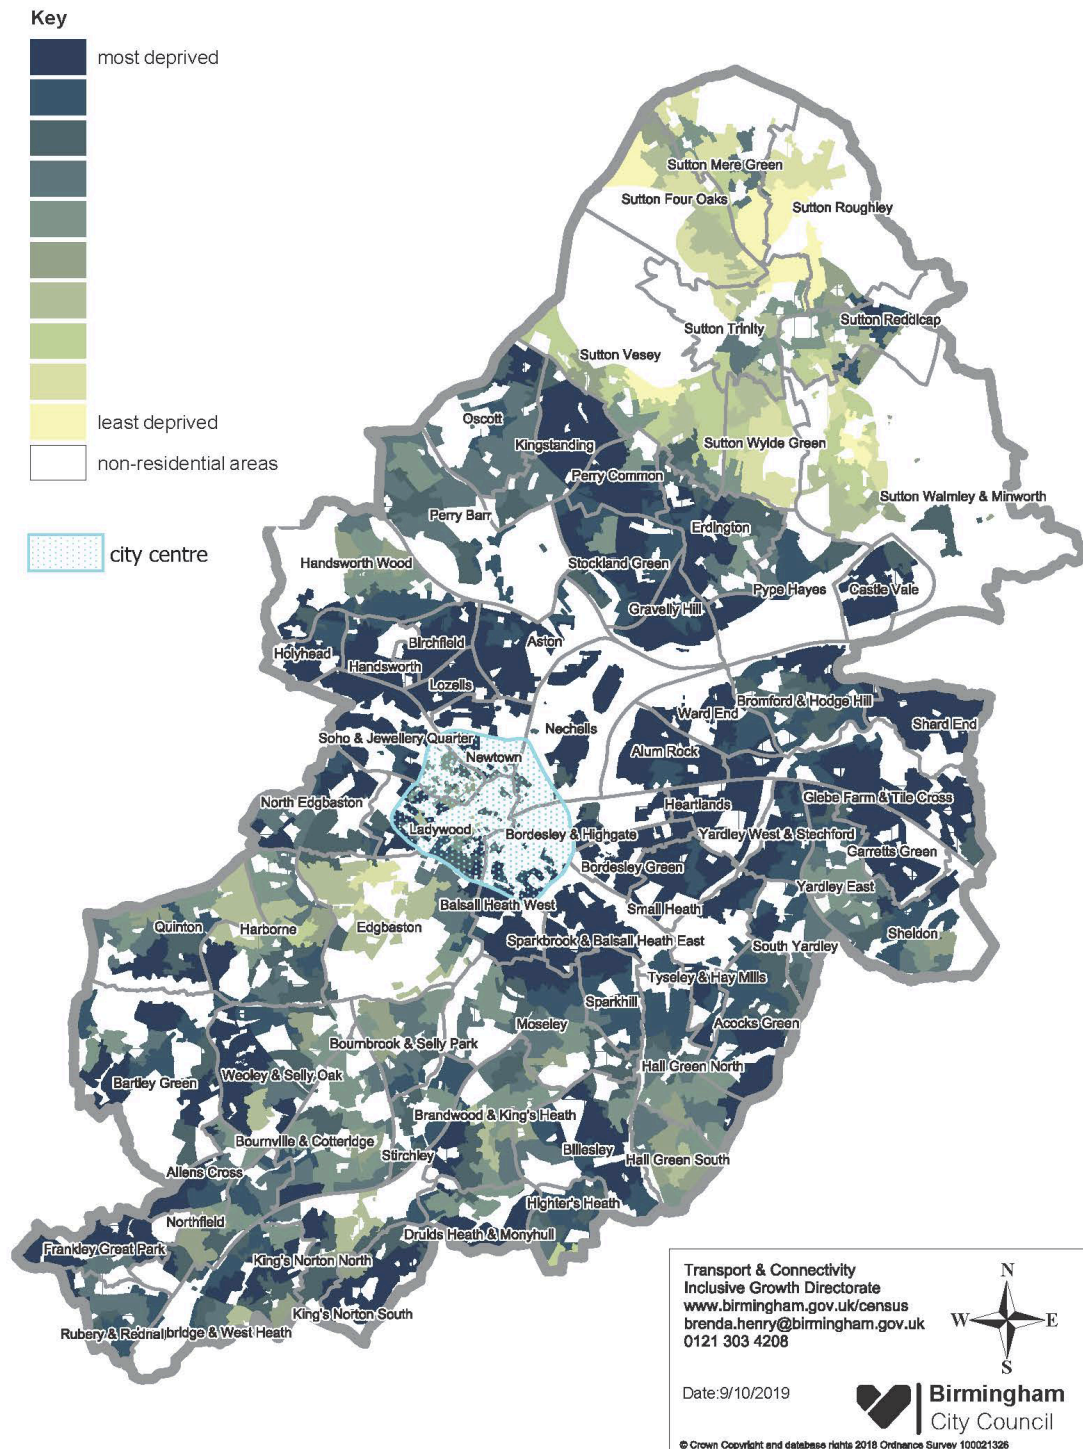 Key
most deprived
least deprived
non-residential areas
city centre
Sutton Mere Green
Sutton Four Oaks
Sutton Roughley
Sutton Trinity
Sutton Reddicap
Sutton Vesey
Oscott
Kingstanding
Sutton Wylde Green
Perry Common
Sutton Walmley & Minworth
Perry Barr
Erdington
Handsworth Wood
Stockland Green
Pype Hayes
Castle Vale
Gravelly Hill
Birchfield
Aston
Holyhead
Handsworth
Lozells
Bromford & Hodge Hill
Ward End
Shard End
Nechells
Soho & Jewellery Quarter
Alum Rock
Newtown
North Edgbaston
Heartlands
Glebe Farm & Tile Cross
Ladywood
Bordesley & Highgate
Yardley West & Stechford
Garretts Green
Bordesley Green
Yardley East
Balsall Heath West
Small Heath
Quinton
Harborne
Edgbaston
Sheldon
Sparkbrook & Balsall Heath East
South Yardley
Tyseley & Hay Mills
Sparkhill
Moseley
Acocks Green
Bournbrook & Selly Park
Hall Green North
Bartley Green
Weoley & Selly Oak
Brandwood & King's Heath
Bournville & Cotteridge
Billesley
Stirchley
Hall Green South
Allens Cross
Highter's Heath
Northfield
Druids Heath & Monyhull
Frankley Great Park
King's Norton North
King's Norton South
Rubery & Rednal
bridge & West Heath
Transport & Connectivity
Inclusive Growth Directorate
www.birmingham.gov.uk/census
brenda.henry@birmingham.gov.uk
0121 303 4208
N
W
E
S
Date:9/10/2019
Birmingham
City Council
© Crown Copyright and database rights 2018 Ordnance Survey 100021326